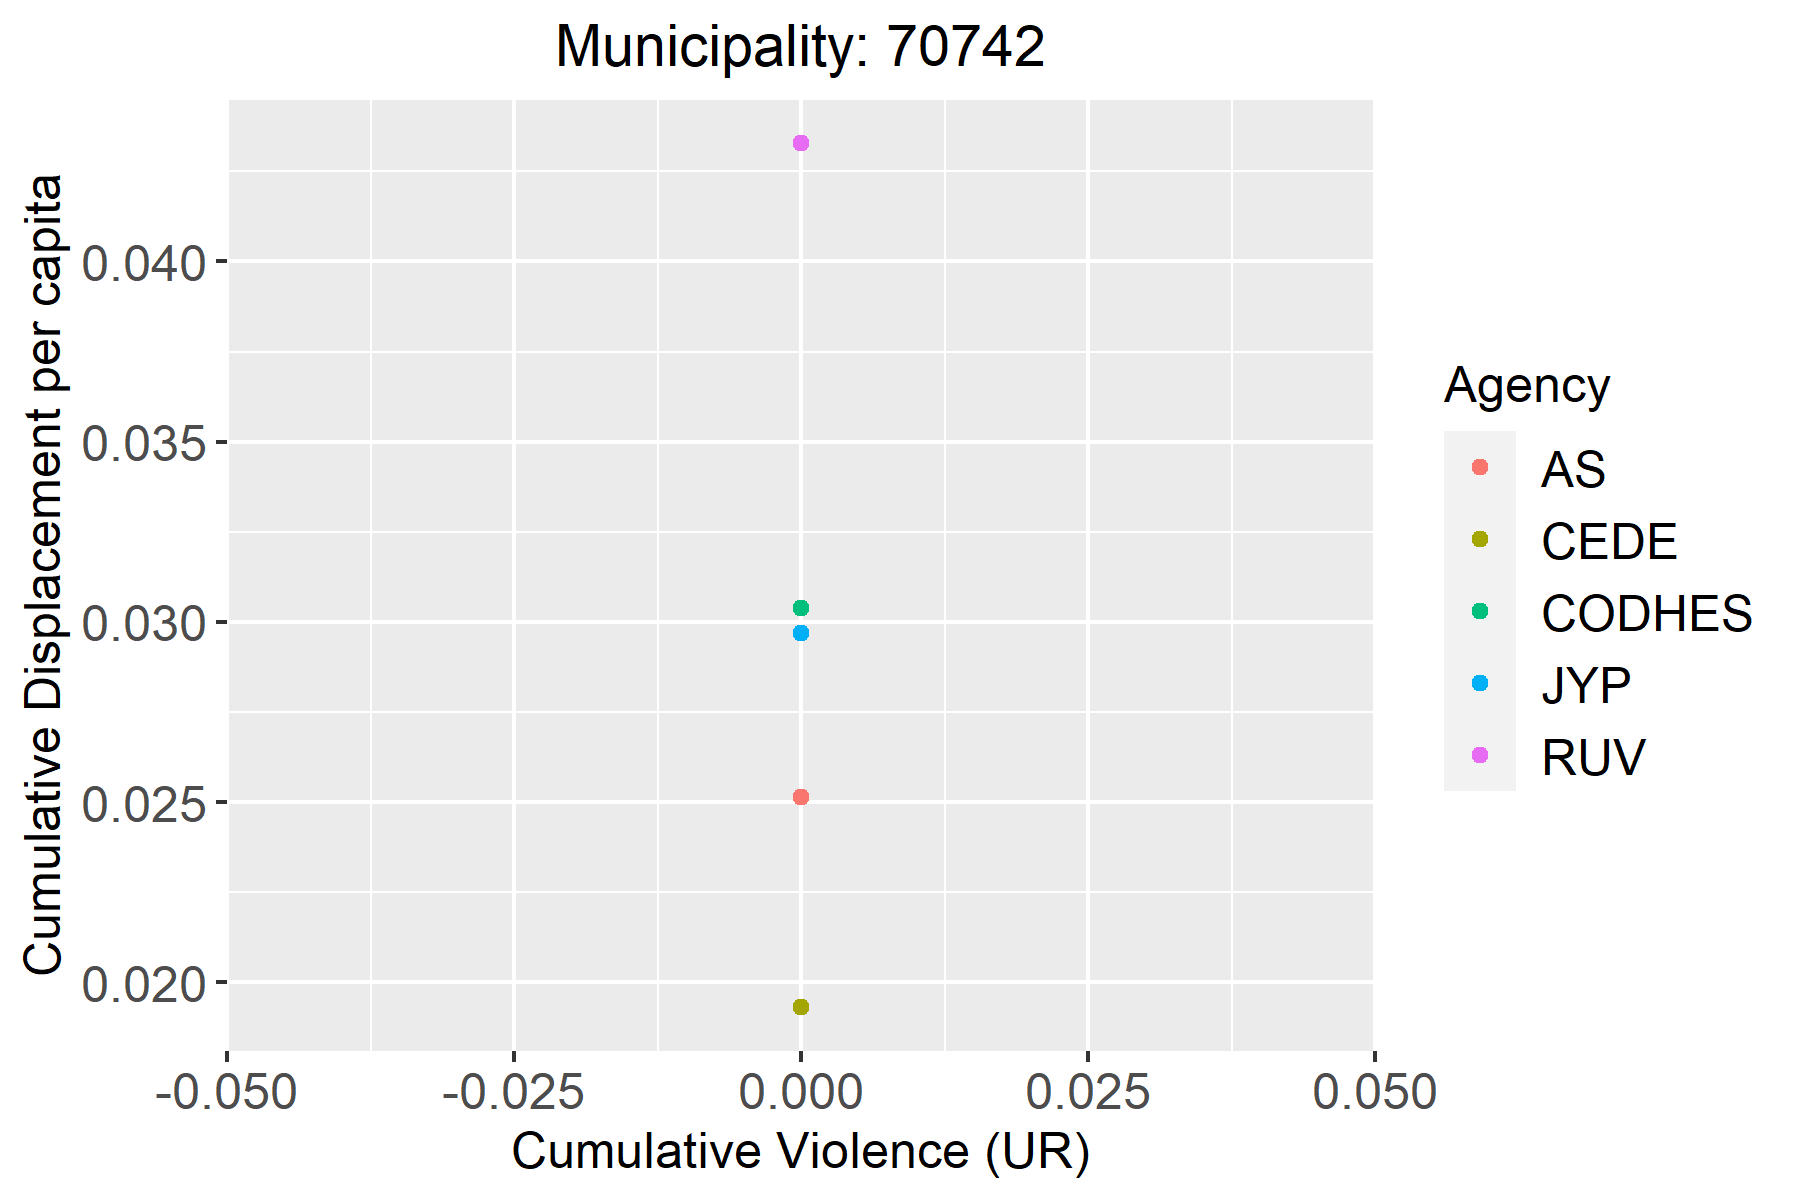 Municipality: 70742
Cumulative Displacement per capita
0.040
0.035
0.030
0.025
0.020
-0.050
-0.025
0.000
0.025
0.050
Cumulative Violence (UR)
Agency
AS
CEDE
CODHES
JYP
RUV